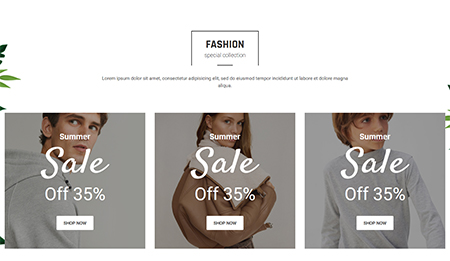 FASHION
special collection
Lorem ipsum dolor sit amet, consectetur adipisicing elit, sed do eiusmod tempor incididunt ut labore et dolore magna
aliqua.
Summer
Sale
Off 35%
SHOP NOW
Summer
Sale
Off 35%
SHOP NOW
Summer
Sale
Off 35%
SHOP NOW